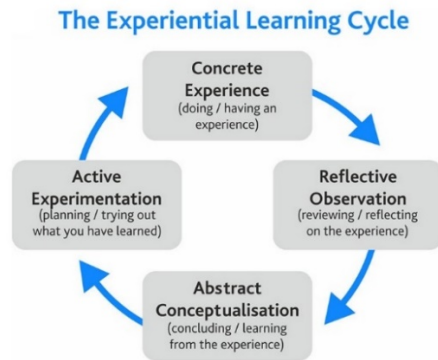 The Experiential Learning Cycle
Concrete
Experience
(doing / having an
experience)
Reflective
Observation
(reviewing / reflecting
on the experience)
Abstract
Conceptualisation
(concluding / learning
from the experience)
Active
Experimentation
(planning / trying out
what you have learned)